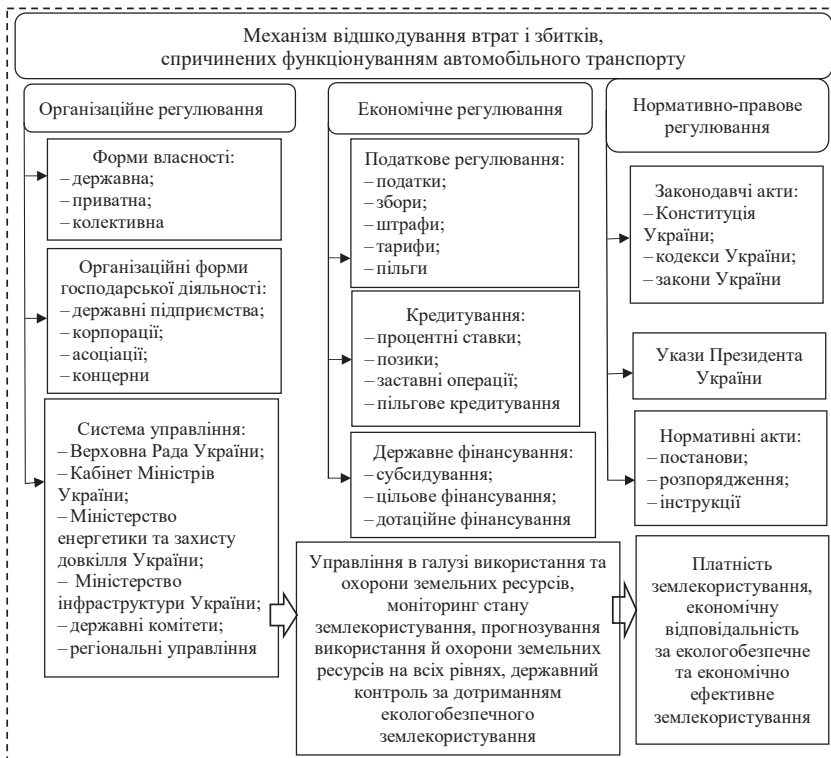 Механізм відшкодування втрат і збитків,
спричинених функціонуванням автомобільного транспорту
Організаційне регулювання
Форми власності:
– державна;
– приватна;
– колективна
Організаційні форми
господарської діяльності:
– державні підприємства;
– корпорації;
– асоціації;
– концерни
Система управління:
– Верховна Рада України;
– Кабінет Міністрів
України;
– Міністерство
енергетики та захисту
довкілля України;
– Міністерство
інфраструктури України;
– державні комітети;
– регіональні управління
Економічне регулювання
Податкове регулювання:
– податки;
– збори;
– штрафи;
– тарифи;
– пільги
Кредитування:
– процентні ставки;
– позики;
– заставні операції;
– пільгове кредитування
Державне фінансування:
– субсидування;
– цільове фінансування;
– дотаційне фінансування
Нормативно-правове
регулювання
Законодавчі акти:
– Конституція
України;
– кодекси України;
– закони України
Укази Президента
України
Нормативні акти:
– постанови;
– розпорядження;
– інструкції
Управління в галузі використання та
охорони земельних ресурсів,
моніторинг стану
землекористування, прогнозування
використання й охорони земельних
ресурсів на всіх рівнях, державний
контроль за дотриманням
екологобезпечного
землекористування
Платність
землекористування,
економічну
відповідальність
за екологобезпечне
та економічно
ефективне
землекористування